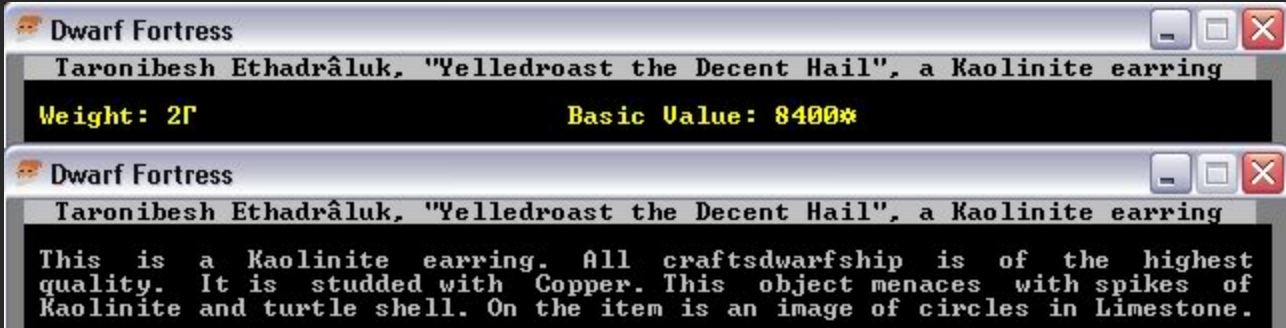 Dwarf Fortress
Taronibesh Ethadrâluk, "Yelledroast the Decent Hail", a Kaolinite earring
Weight: 2Γ Basic Value: 8400☼
Dwarf Fortress
Taronibesh Ethadrâluk, "Yelledroast the Decent Hail", a Kaolinite earring
This is a Kaolinite earring. All craftsdwarfship is of the highest
quality. It is studded with Copper. This object menaces with spikes of
Kaolinite and turtle shell. On the item is an image of circles in Limestone.